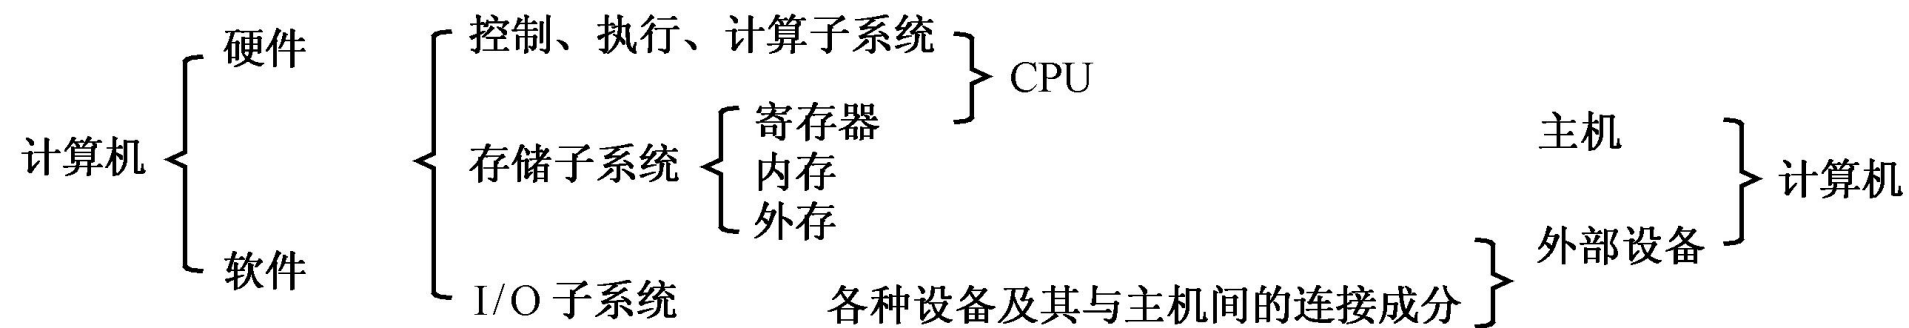 硬件
控制、执行、计算子系统
CPU
寄存器
主机
计算机
存储子系统
内存
计算机
外存
外部设备
软件
I/O 子系统
各种设备及其与主机间的连接成分